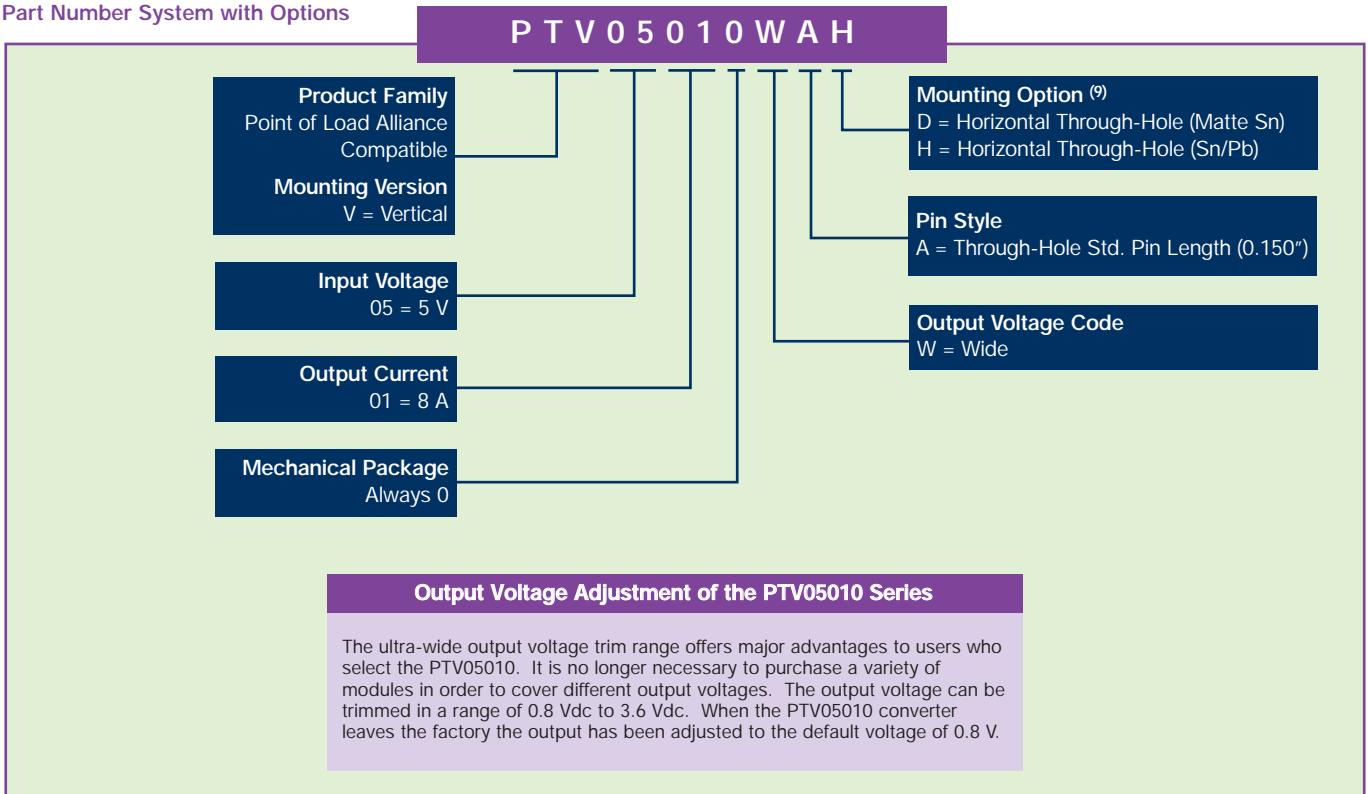 Part Number System with Options
PTV05010WAH
Product Family
Point of Load Alliance
Compatible
Mounting Version
V = Vertical
Input Voltage
05 = 5 V
Output Current
01 = 8 A
Mechanical Package
Always 0
Mounting Option (9)
D = Horizontal Through-Hole (Matte Sn)
H = Horizontal Through-Hole (Sn/Pb)
Pin Style
A = Through-Hole Std. Pin Length (0.150″)
Output Voltage Code
W = Wide
Output Voltage Adjustment of the PTV05010 Series
The ultra-wide output voltage trim range offers major advantages to users who
select the PTV05010. It is no longer necessary to purchase a variety of
modules in order to cover different output voltages. The output voltage can be
trimmed in a range of 0.8 Vdc to 3.6 Vdc. When the PTV05010 converter
leaves the factory the output has been adjusted to the default voltage of 0.8 V.